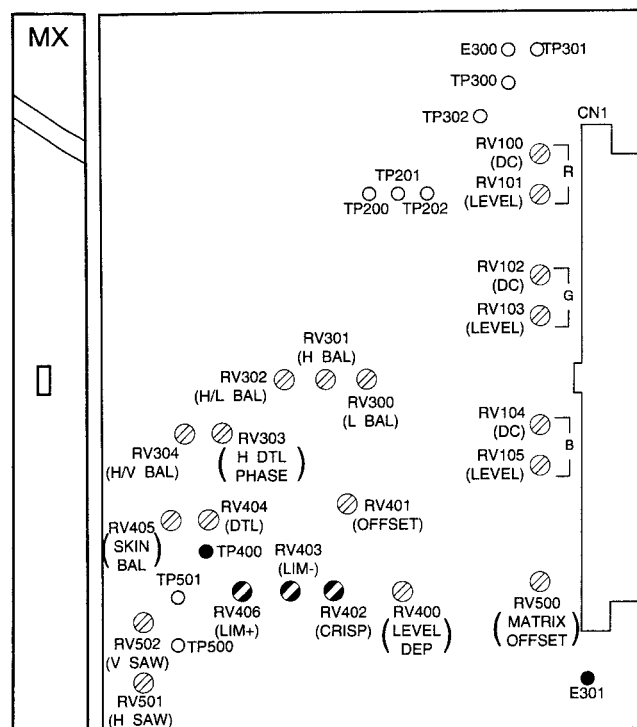 MX
E300
TP301
TP300
TP302
CN1
RV100
(DC)
R
TP201
RV101
(LEVEL)
TP200
TP202
RV102
(DC)
G
RV103
(LEVEL)
RV301
(H BAL)
RV302
(H/L BAL)
RV300
(L BAL)
RV104
(DC)
B
RV105
(LEVEL)
RV304
(H/V BAL)
RV303
(H DTL
PHASE)
RV404
(DTL)
RV401
(OFFSET)
RV405
(SKIN
BAL)
TP400
RV403
(LIM-)
TP501
RV406
(LIM+)
RV402
(CRISP)
RV400
(LEVEL
DEP)
RV500
(MATRIX
OFFSET)
RV502
(V SAW)
TP500
RV501
(H SAW)
E301